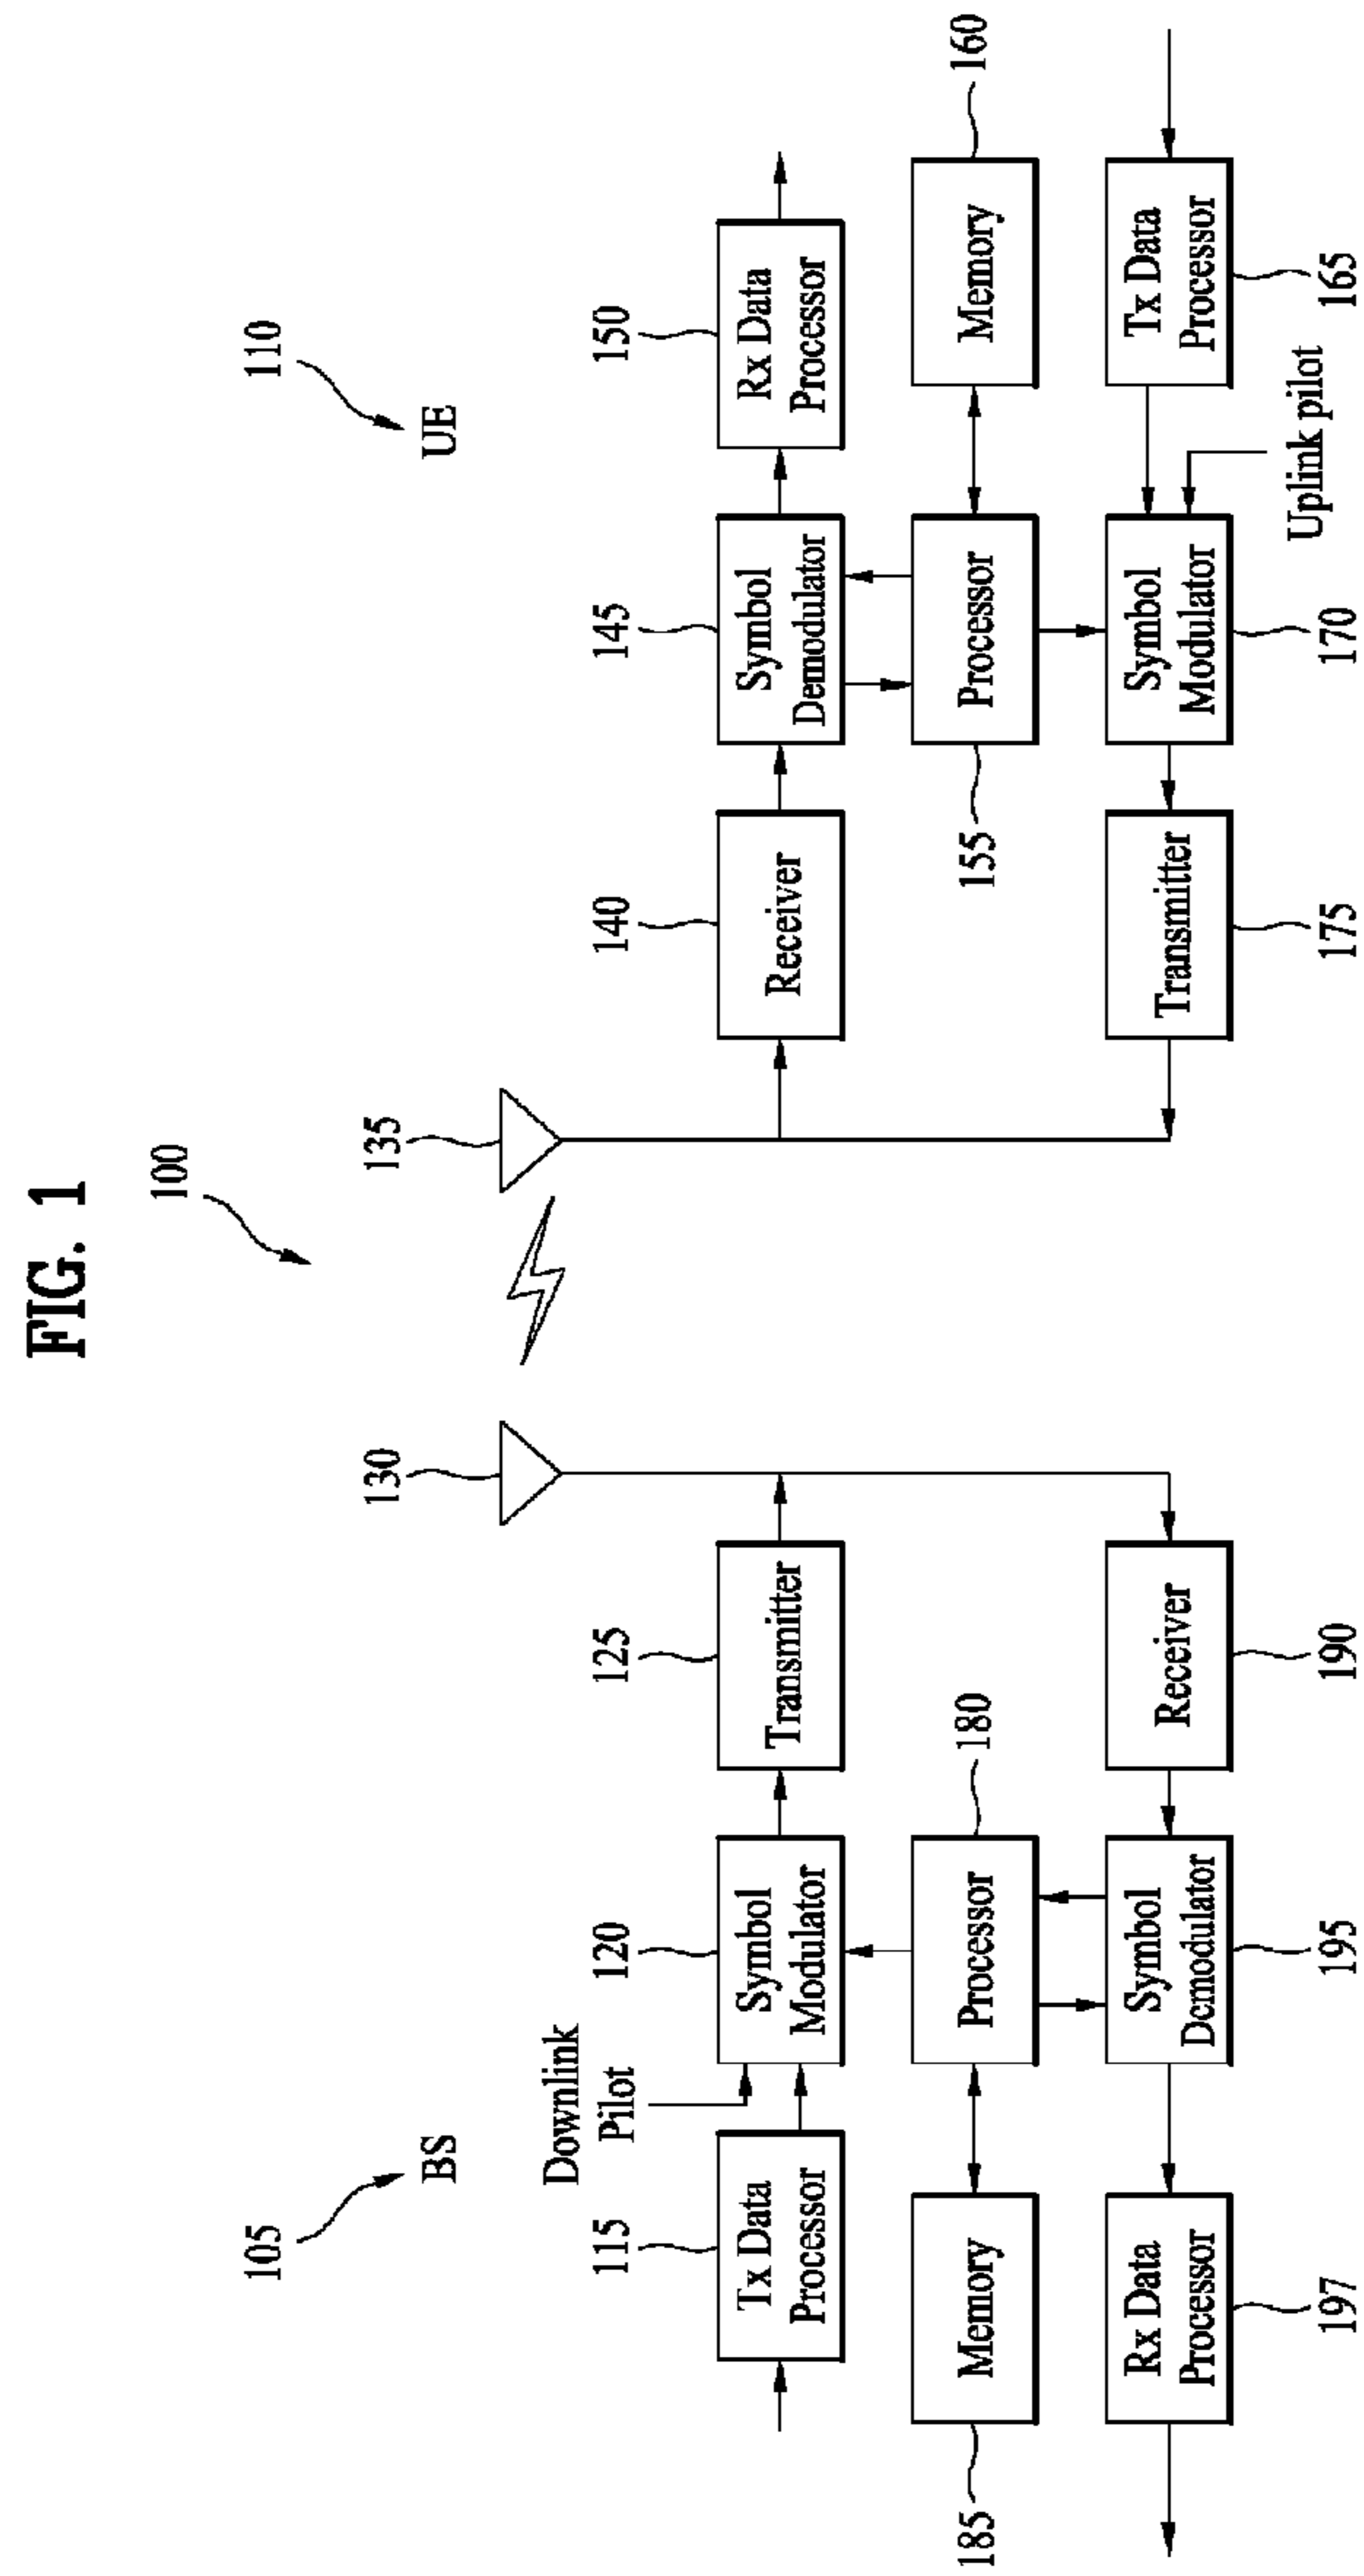 FIG. 1
100
105
BS
110
UE
130
135
Downlink
Pilot
115
Tx Data
Processor
120
Symbol
Modulator
125
Transmitter
140
Receiver
145
Symbol
Demodulator
150
Rx Data
Processor
185
Memory
180
Processor
155
Processor
160
Memory
197
Rx Data
Processor
195
Symbol
Demodulator
190
Receiver
175
Transmitter
170
Symbol
Modulator
165
Tx Data
Processor
Uplink pilot